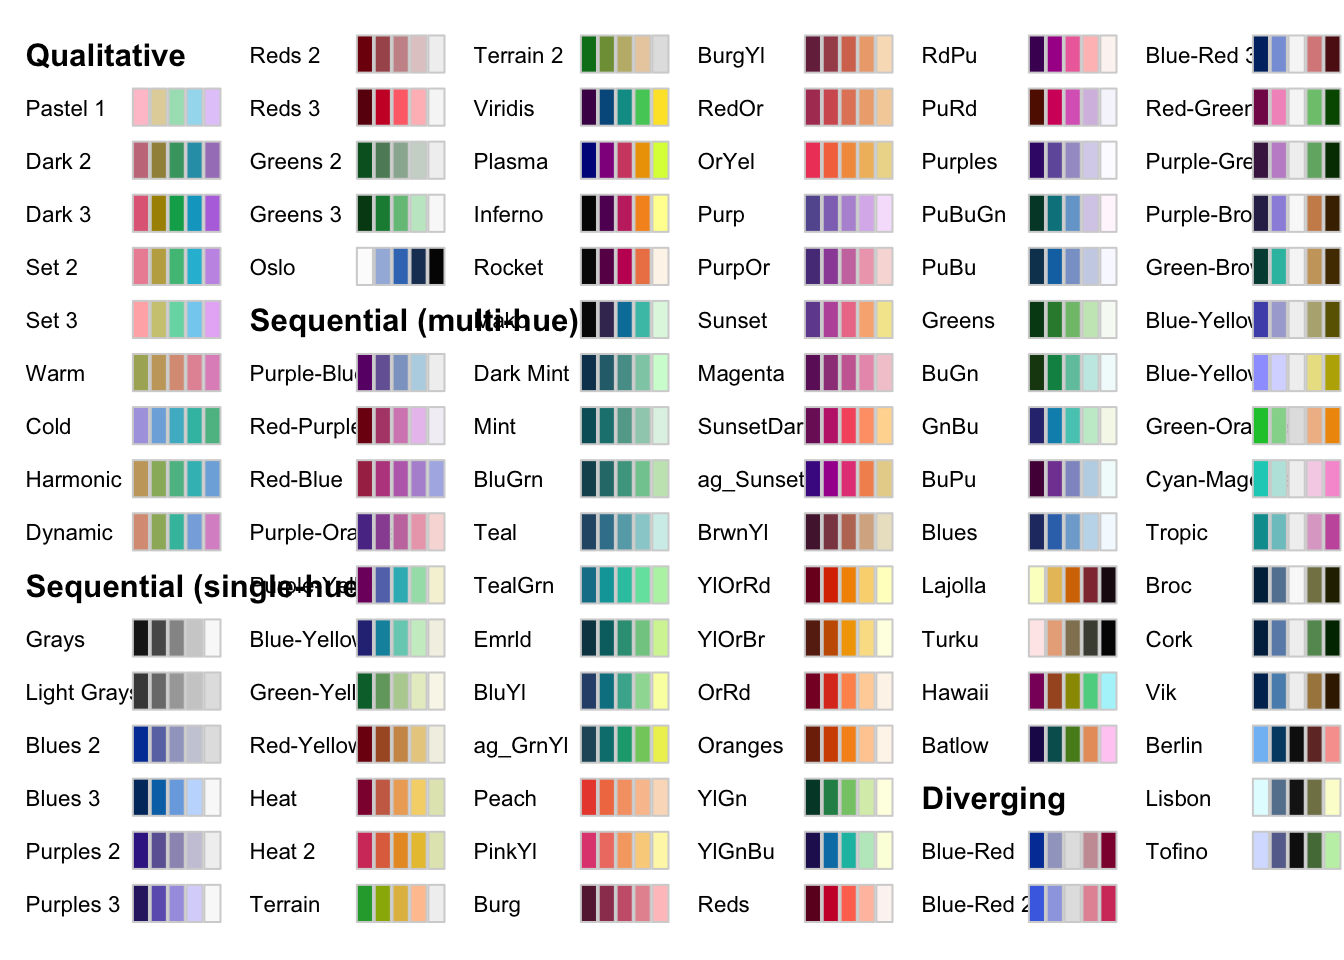 Qualitative
Pastel 1
Dark 2
Dark 3
Set 2
Set 3
Warm
Cold
Harmonic
Dynamic
Sequential (single-hue
Grays
Light Grays
Blues 2
Blues 3
Purples 2
Purples 3
Reds 2
Reds 3
Greens 2
Greens 3
Oslo
Sequential (multi-hue)
Purple-Blue
Red-Purple
Red-Blue
Purple-Ora
Purple-Yell
Blue-Yellow
Green-Yell
Red-Yellow
Heat
Heat 2
Terrain
Terrain 2
Viridis
Plasma
Inferno
Rocket
Mako
Dark Mint
Mint
BluGrn
Teal
TealGrn
Emrld
BluYl
ag_GrnYl
Peach
PinkYl
Burg
BurgYl
RedOr
OrYel
Purp
PurpOr
Sunset
Magenta
SunsetDar
ag_Sunset
BrwnYl
YlOrRd
YlOrBr
OrRd
Oranges
YlGn
YlGnBu
Reds
RdPu
PuRd
Purples
PuBuGn
PuBu
Greens
BuGn
GnBu
BuPu
Blues
Lajolla
Turku
Hawaii
Batlow
Diverging
Blue-Red
Blue-Red 2
Blue-Red 3
Red-Green
Purple-Gre
Purple-Bro
Green-Brow
Blue-Yellow
Blue-Yellow
Green-Ora
Cyan-Mage
Tropic
Broc
Cork
Vik
Berlin
Lisbon
Tofino